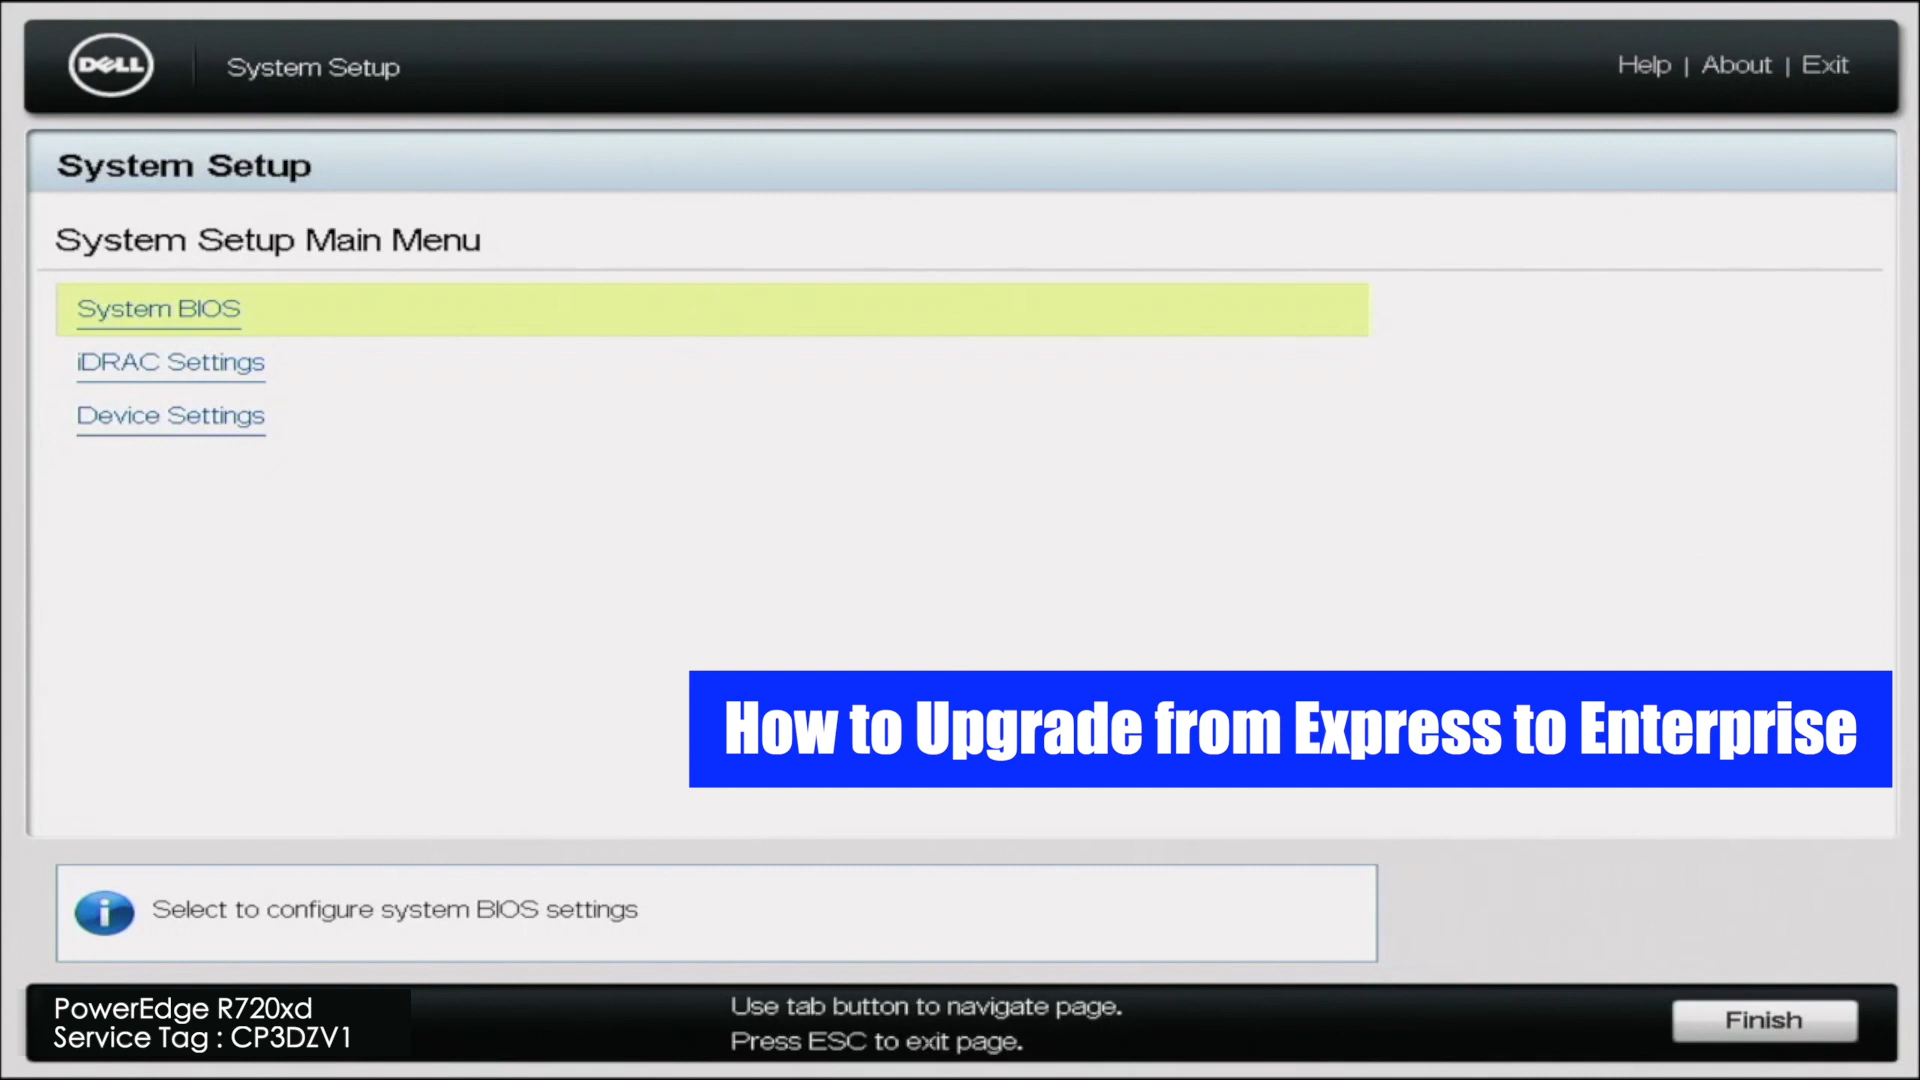 DELL
System Setup
Help | About | Exit
System Setup
System Setup Main Menu
System BIOS
iDRAC Settings
Device Settings
How to Upgrade from Express to Enterprise
Select to configure system BIOS settings
PowerEdge R720xd
Service Tag : CP3DZV1
Use tab button to navigate page.
Press ESC to exit page.
Finish